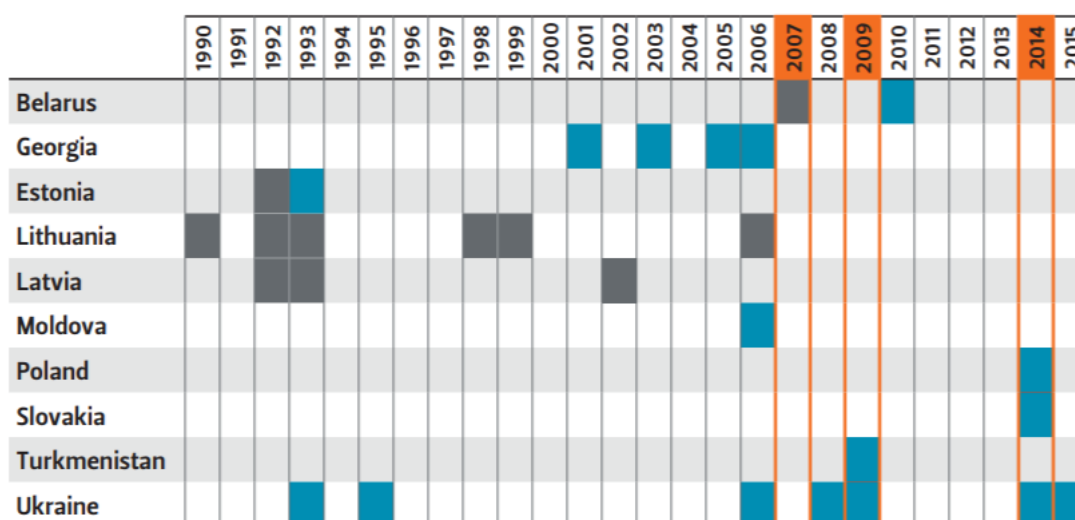 1990 1991 1992 1993 1994 1995 1996 1997 1998 1999 2000 2001 2002 2003 2004 2005 2006 2007 2008 2009 2010 2011 2012 2013 2014 2015
Belarus
Georgia
Estonia
Lithuania
Latvia
Moldova
Poland
Slovakia
Turkmenistan
Ukraine